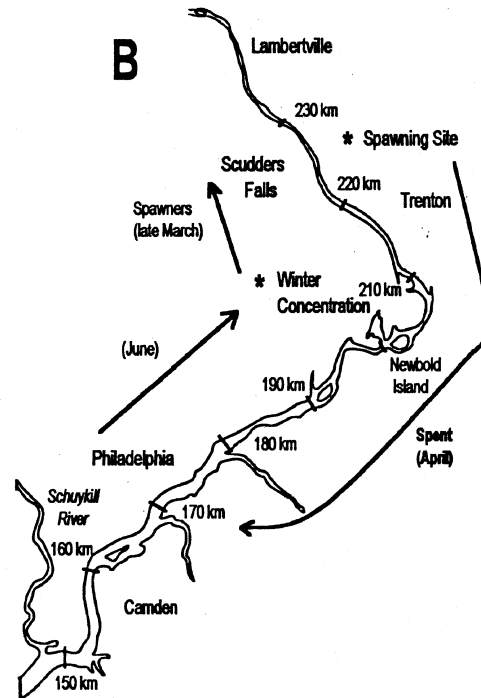 B
Lambertville
230 km
* Spawning Site
Scudders
Falls
220 km
Trenton
Spawners
(late March)
* Winter
Concentration
210 km
(June)
Newbold
Island
190 km
180 km
Spent
(April)
Philadelphia
Schuykill
River
170 km
160 km
Camden
150 km